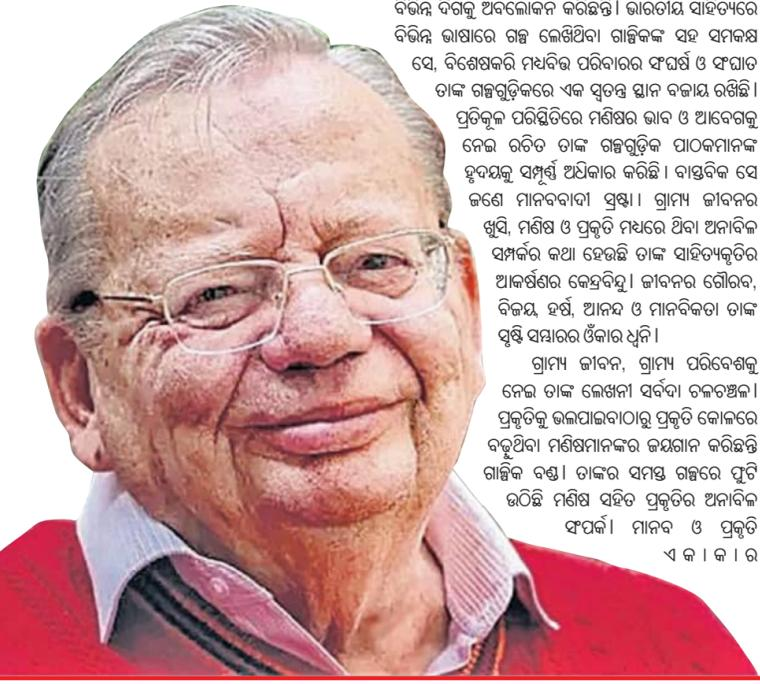 ବିଭିନ୍ନ ଦିଗକୁ ଅବଲୋକନ କରିଛନ୍ତି। ଭାରତୀୟ ସାହିତ୍ୟରେ
ବିଭିନ୍ନ ଭାଷାରେ ଗଳ୍ପ ଲେଖିଥିବା ଗାଳ୍ପିକଙ୍କ ସହ ସମକକ୍ଷ
ସେ, ବିଶେଷକରି ମଧ୍ୟବିତ୍ତ ପରିବାରର ସଂଘର୍ଷ ଓ ସଂଘାତ
ତାଙ୍କ ଗଳ୍ପଗୁଡ଼ିକରେ ଏକ ସ୍ୱତନ୍ତ୍ର ସ୍ଥାନ ବଜାୟ ରଖିଛି।
ପ୍ରତିକୂଳ ପରିସ୍ଥିତିରେ ମଣିଷର ଭାବ ଓ ଆବେଗକୁ
ନେଇ ରଚିତ ତାଙ୍କ ଗଳ୍ପଗୁଡ଼ିକ ପାଠକମାନଙ୍କ
ହୃଦୟକୁ ସମ୍ପୂର୍ଣ୍ଣ ଅଧିକାର କରିଛି। ବାସ୍ତବିକ ସେ
ଜଣେ ମାନବବାଦୀ ସ୍ରଷ୍ଟା। ଗ୍ରାମ୍ୟ ଜୀବନର
ଖୁସି, ମଣିଷ ଓ ପ୍ରକୃତି ମଧ୍ୟରେ ଥିବା ଅନାବିଳ
ସମ୍ପର୍କର କଥା ହେଉଛି ତାଙ୍କ ସାହିତ୍ୟକୃତିର
ଆକର୍ଷଣର କେନ୍ଦ୍ରବିନ୍ଦୁ। ଜୀବନର ଗୌରବ,
ବିଜୟ, ହର୍ଷ, ଆନନ୍ଦ ଓ ମାନବିକତା ତାଙ୍କ
ସୃଷ୍ଟି ସମ୍ଭାରର ଓଁକାର ଧ୍ୱନି।
ଗ୍ରାମ୍ୟ ଜୀବନ, ଗ୍ରାମ୍ୟ ପରିବେଶକୁ
ନେଇ ତାଙ୍କ ଲେଖନୀ ସର୍ବଦା ଚଳଚଞ୍ଚଳ।
ପ୍ରକୃତିକୁ ଭଲପାଇବାଠାରୁ ପ୍ରକୃତି କୋଳରେ
ବଢ଼ୁଥିବା ମଣିଷମାନଙ୍କର ଜୟଗାନ କରିଛନ୍ତି
ଗାଳ୍ପିକ ବଣ୍ଡ। ତାଙ୍କର ସମସ୍ତ ଗଳ୍ପରେ ଫୁଟି
ଉଠିଛି ମଣିଷ ସହିତ ପ୍ରକୃତିର ଅନାବିଳ
ସଂପର୍କ। ମାନବ ଓ ପ୍ରକୃତି
ଏକାକାର